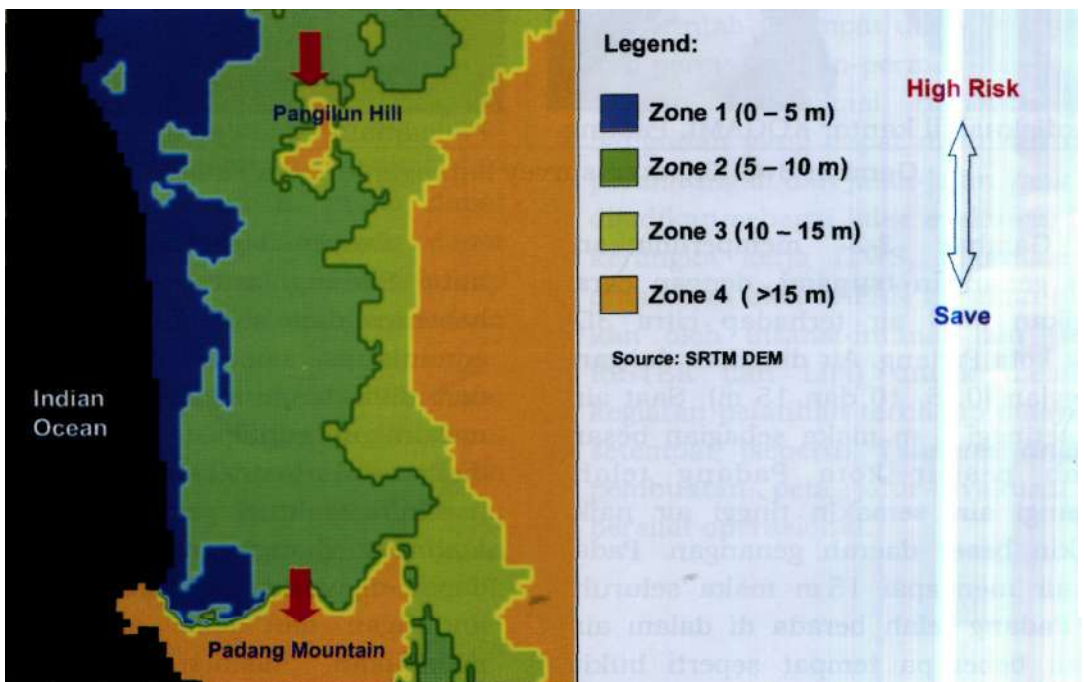 Pangilun Hill
Indian
Ocean
Padang Mountain
Legend:
Zone 1 (0 – 5 m)
Zone 2 (5 – 10 m)
Zone 3 (10 – 15 m)
Zone 4 ( >15 m)
Source: SRTM DEM
High Risk
Save